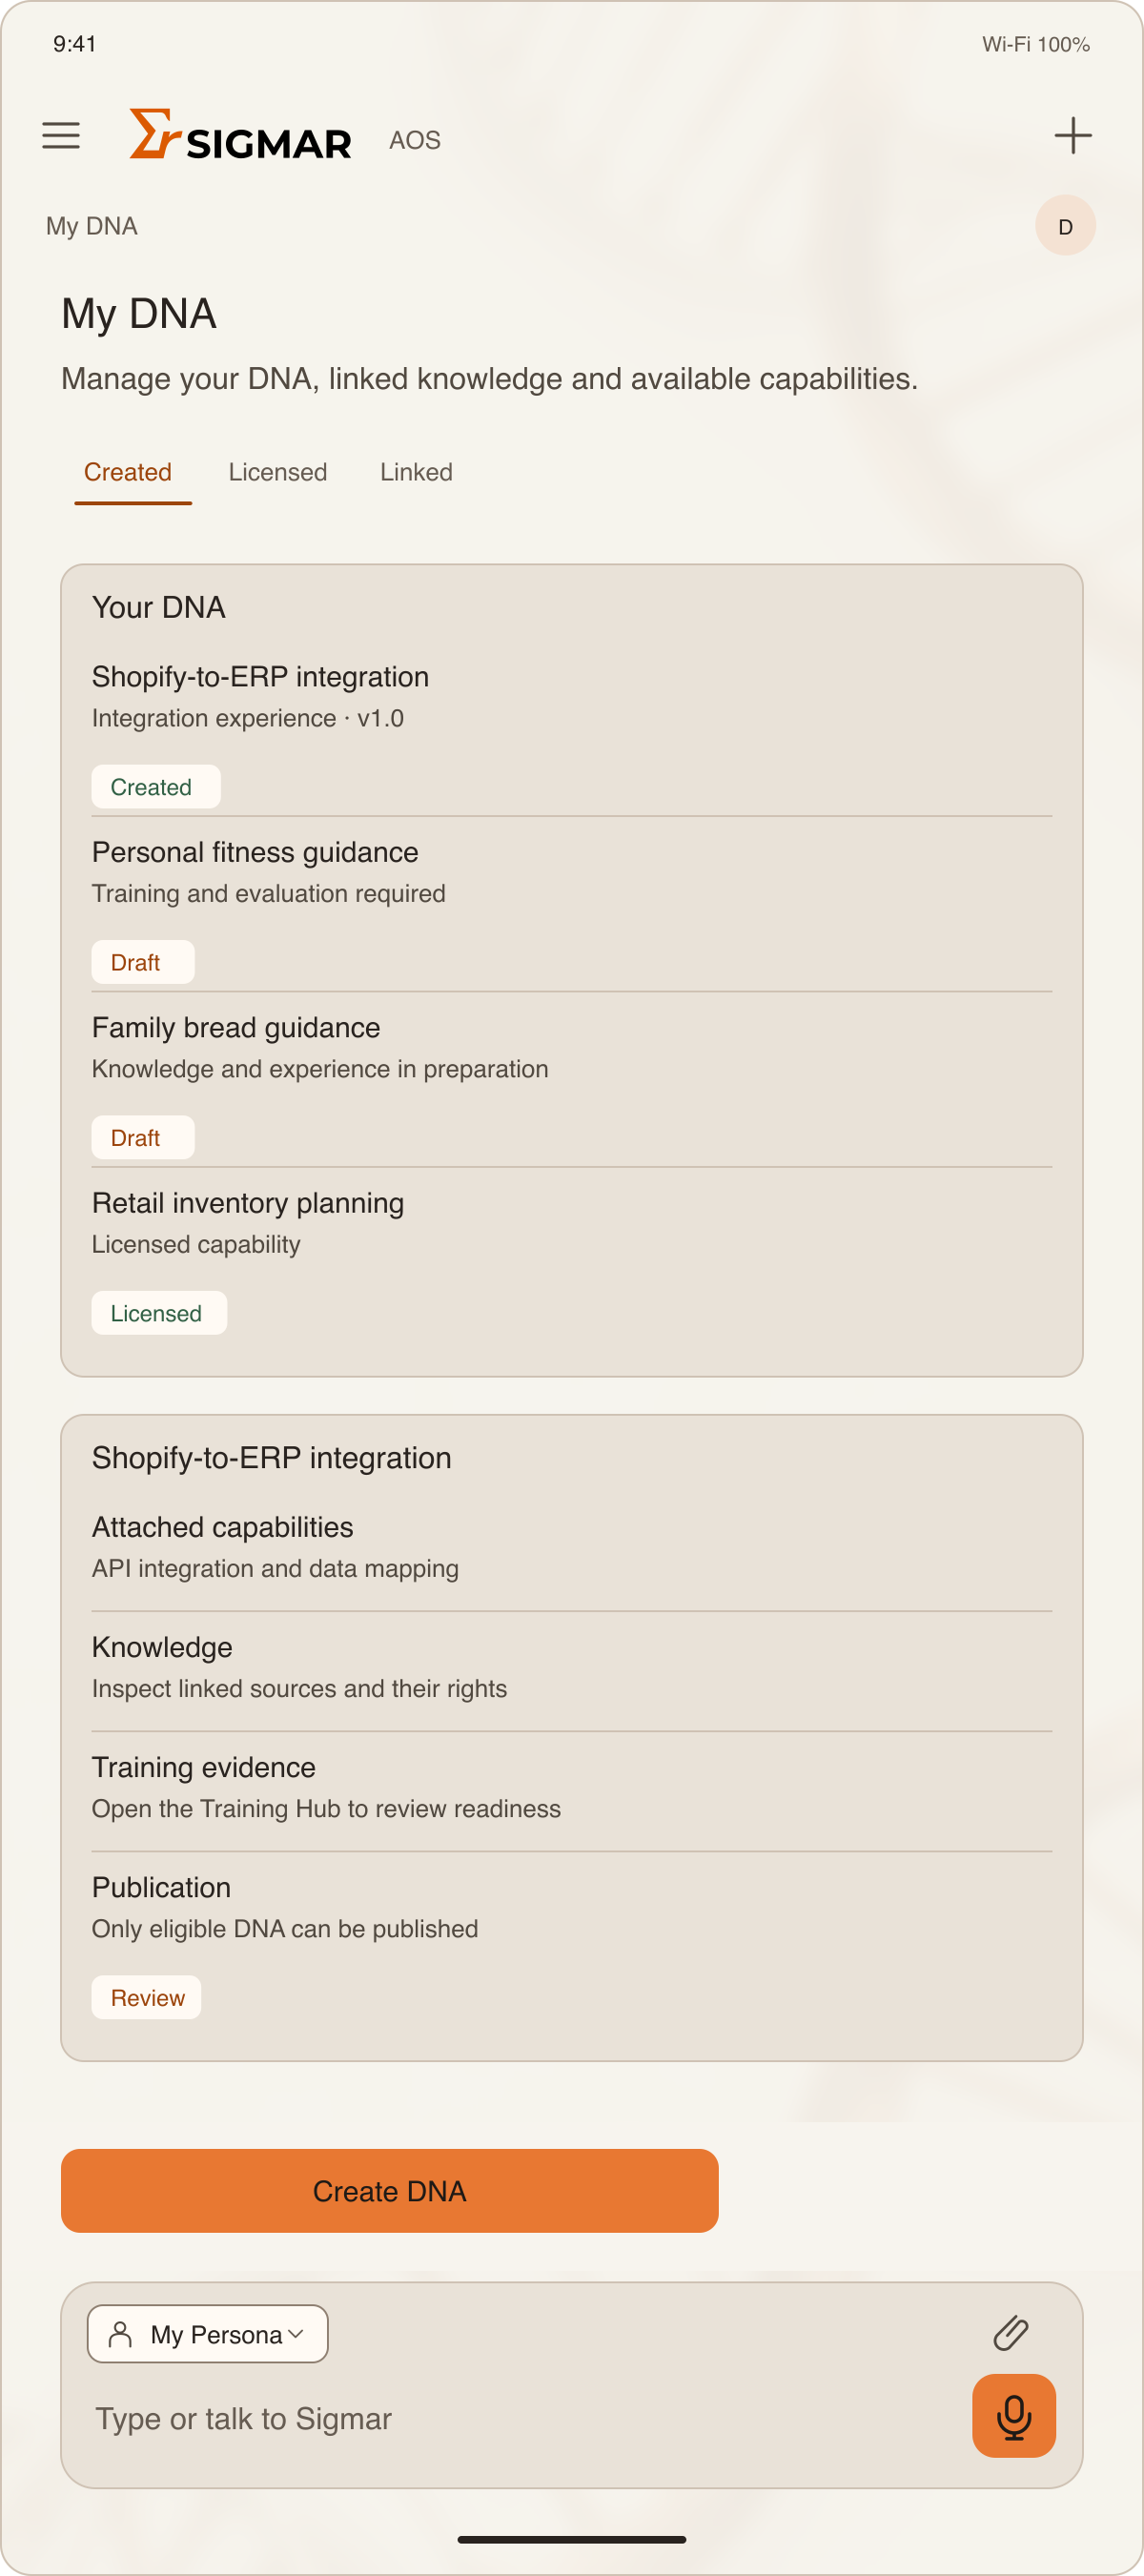 9:41
Wi-Fi 100%
Σr SIGMAR AOS
My DNA
D
My DNA
Manage your DNA, linked knowledge and available capabilities.
Created
Licensed
Linked
Your DNA
Shopify-to-ERP integration
Integration experience · v1.0
Created
Personal fitness guidance
Training and evaluation required
Draft
Family bread guidance
Knowledge and experience in preparation
Draft
Retail inventory planning
Licensed capability
Licensed
Shopify-to-ERP integration
Attached capabilities
API integration and data mapping
Knowledge
Inspect linked sources and their rights
Training evidence
Open the Training Hub to review readiness
Publication
Only eligible DNA can be published
Review
Create DNA
My Persona
Type or talk to Sigmar